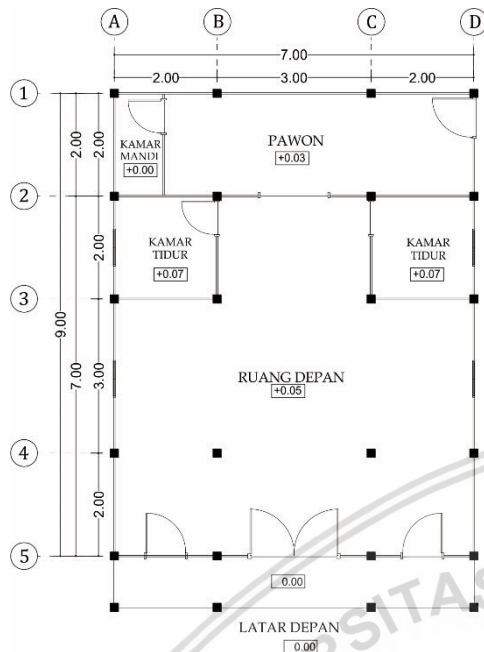 A B C D
7.00
2.00 3.00 2.00
1
2.00
2.00
PAWON
+0.03
KAMAR
MANDI
+0.00
2
2.00
KAMAR
TIDUR
+0.07
KAMAR
TIDUR
+0.07
3
9.00
7.00
3.00
RUANG DEPAN
+0.05
4
2.00
5
0.00
LATAR DEPAN
0.00
ERSITAS